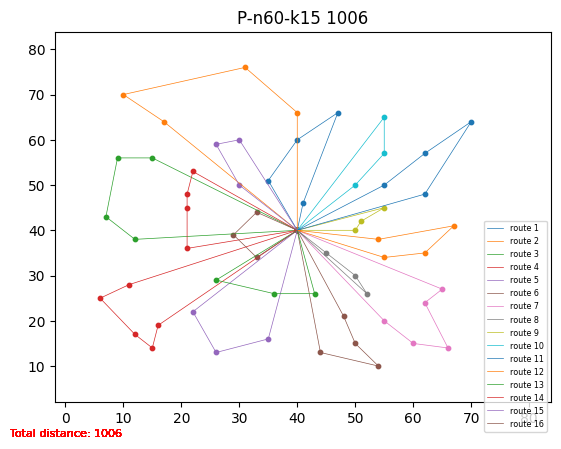 P-n60-k15 1006
80
70
60
50
40
30
20
10
0
10
20
30
40
50
60
70
route 1
route 2
route 3
route 4
route 5
route 6
route 7
route 8
route 9
route 10
route 11
route 12
route 13
route 14
route 15
route 16
Total distance: 1006